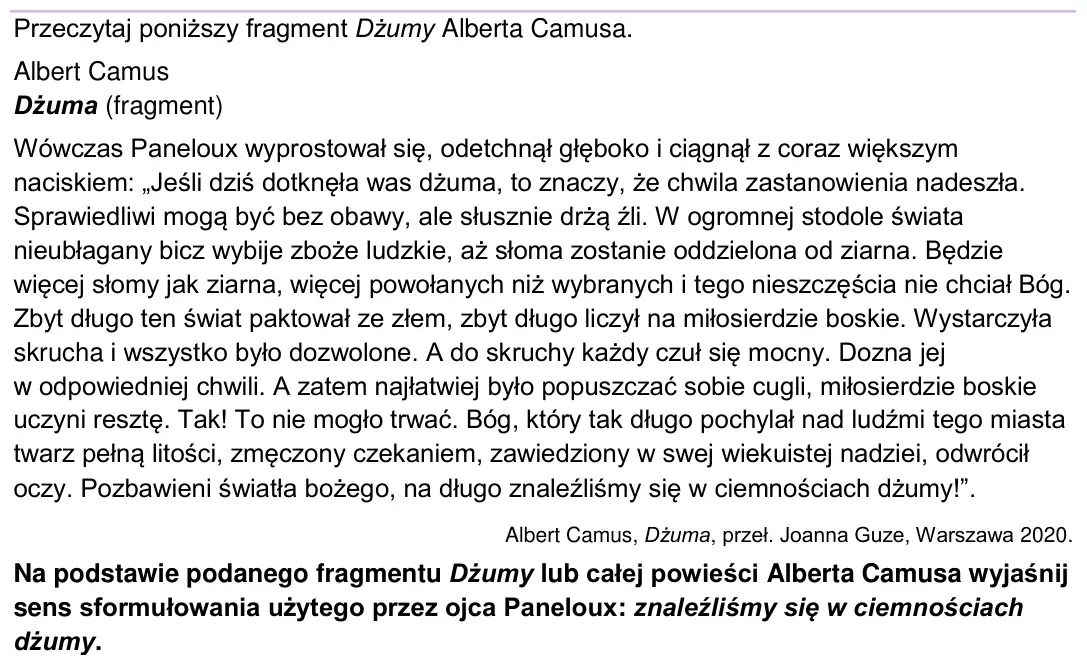 Przeczytaj poniższy fragment Dżumy Alberta Camusa.
Albert Camus
Dżuma (fragment)
Wówczas Paneloux wyprostował się, odetchnął głęboko i ciągnął z coraz większym
naciskiem: „Jeśli dziś dotknęła was dżuma, to znaczy, że chwila zastanowienia nadeszła.
Sprawiedliwi mogą być bez obawy, ale słusznie drżą źli. W ogromnej stodole świata
nieubłagany bicz wybije zboże ludzkie, aż słoma zostanie oddzielona od ziarna. Będzie
więcej słomy jak ziarna, więcej powołanych niż wybranych i tego nieszczęścia nie chciał Bóg.
Zbyt długo ten świat paktował ze złem, zbyt długo liczył na miłosierdzie boskie. Wystarczyła
skrucha i wszystko było dozwolone. A do skruchy każdy czuł się mocny. Dozna jej
w odpowiedniej chwili. A zatem najłatwiej było popuszczać sobie cugli, miłosierdzie boskie
uczyni resztę. Tak! To nie mogło trwać. Bóg, który tak długo pochylał nad ludźmi tego miasta
twarz pełną litości, zmęczony czekaniem, zawiedziony w swej wiekuistej nadziei, odwrócił
oczy. Pozbawieni światła bożego, na długo znaleźliśmy się w ciemnościach dżumy!”.
Albert Camus, Dżuma, przeł. Joanna Guze, Warszawa 2020.
Na podstawie podanego fragmentu Dżumy lub całej powieści Alberta Camusa wyjaśnij
sens sformułowania użytego przez ojca Paneloux: znaleźliśmy się w ciemnościach
dżumy.